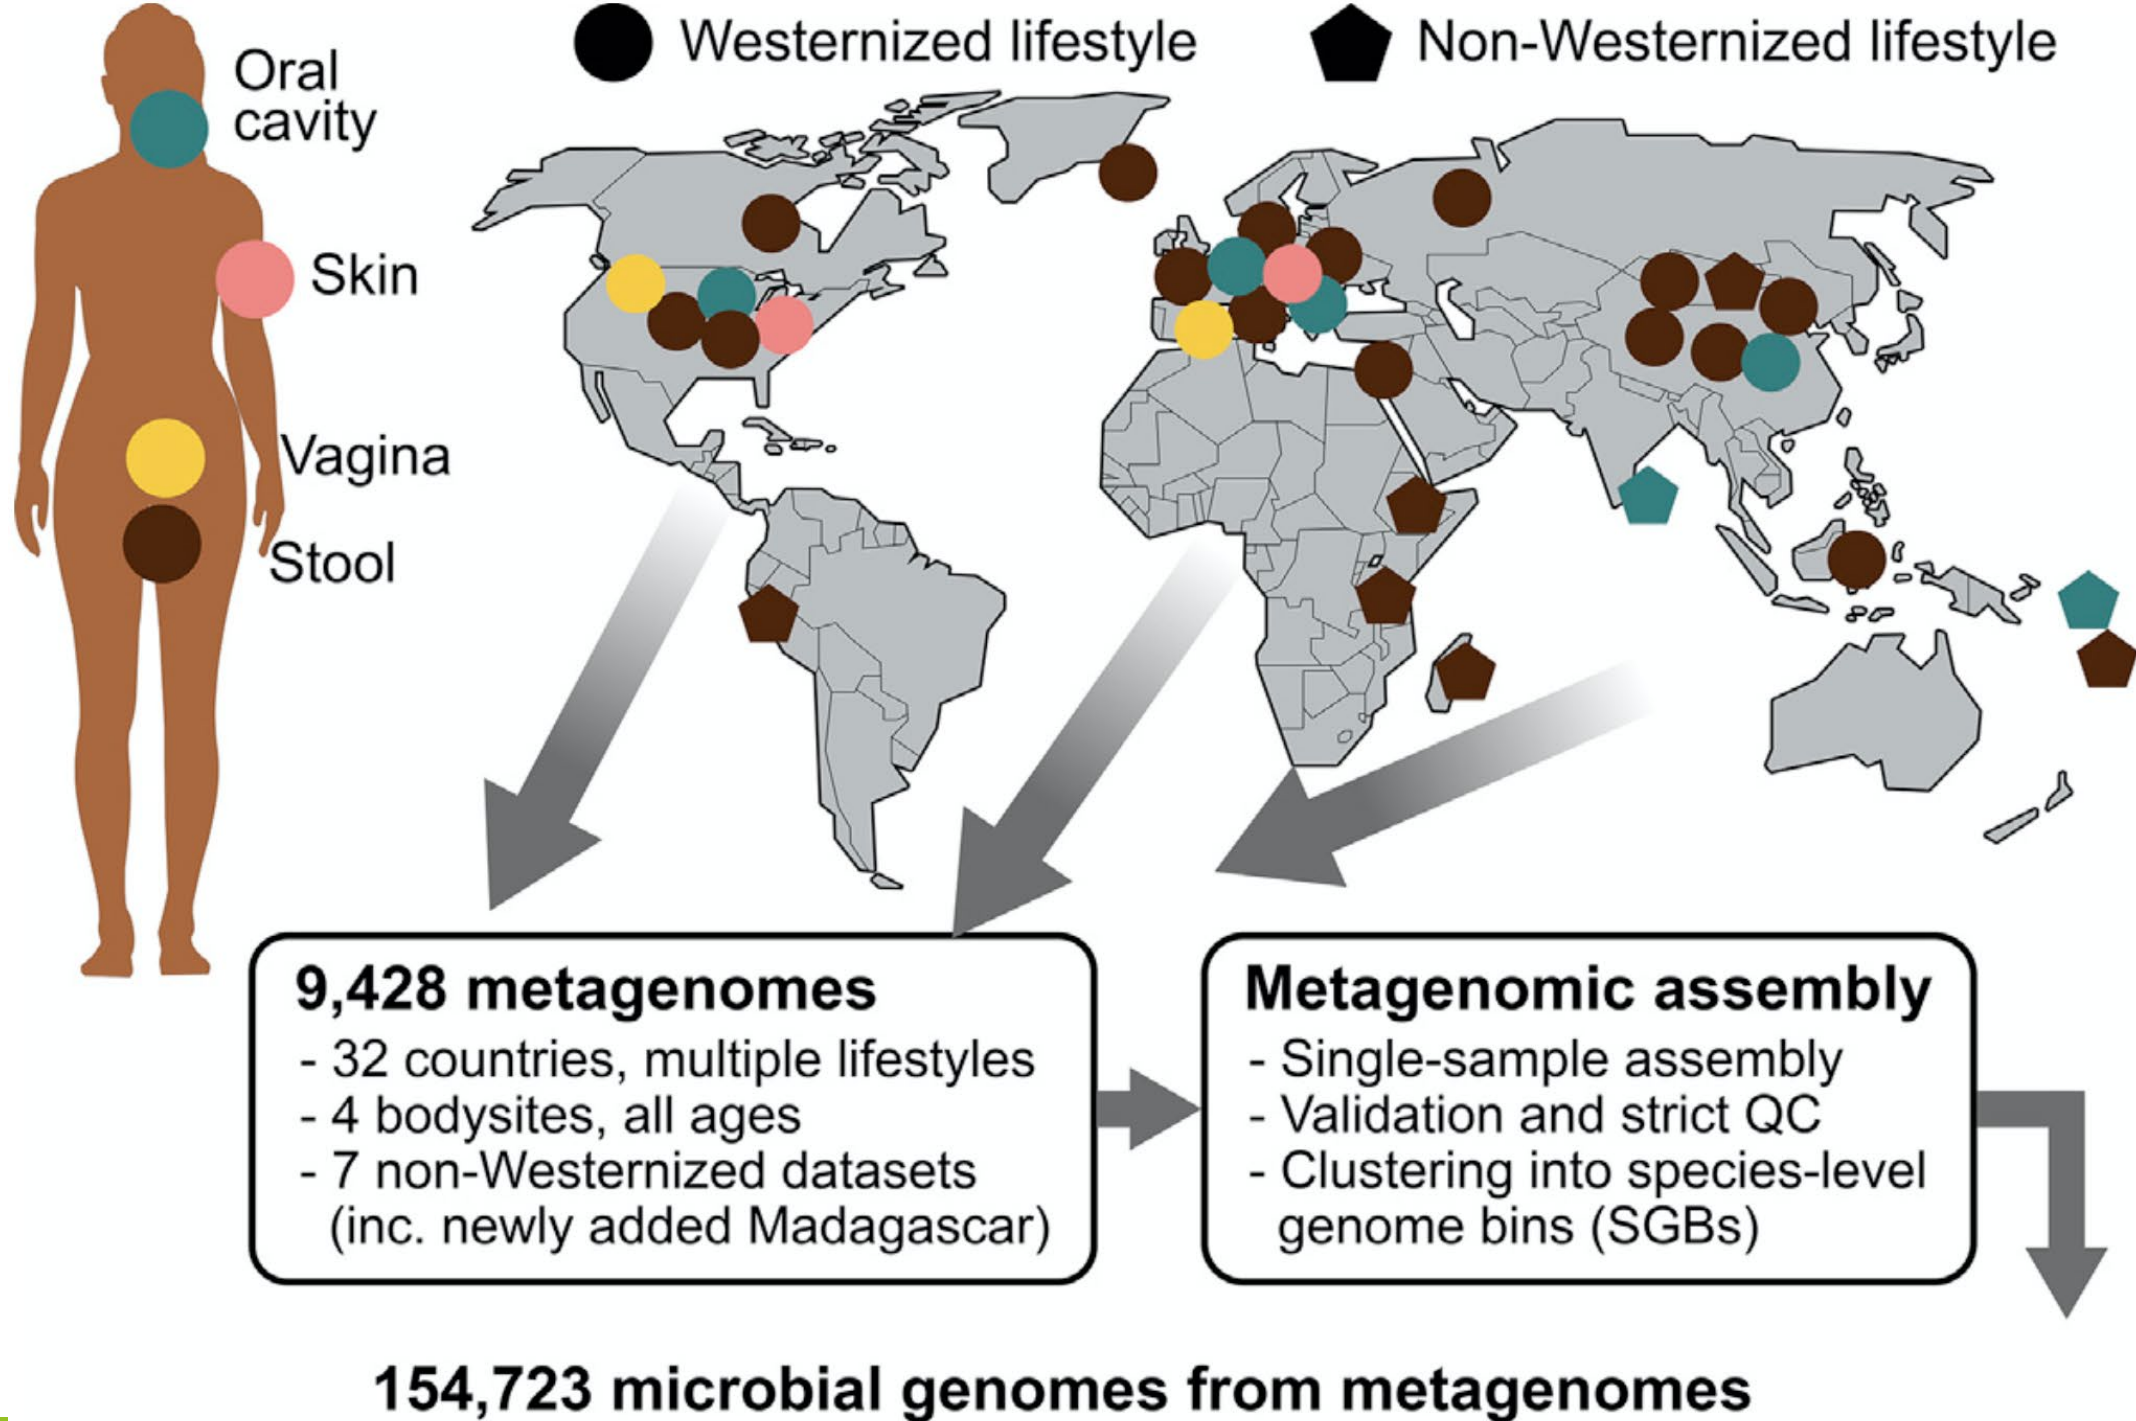 Westernized lifestyle
Non-Westernized lifestyle
Oral
cavity
Skin
Vagina
Stool
9,428 metagenomes
- 32 countries, multiple lifestyles
- 4 bodysites, all ages
- 7 non-Westernized datasets
(inc. newly added Madagascar)
Metagenomic assembly
- Single-sample assembly
- Validation and strict QC
- Clustering into species-level
genome bins (SGBs)
154,723 microbial genomes from metagenomes